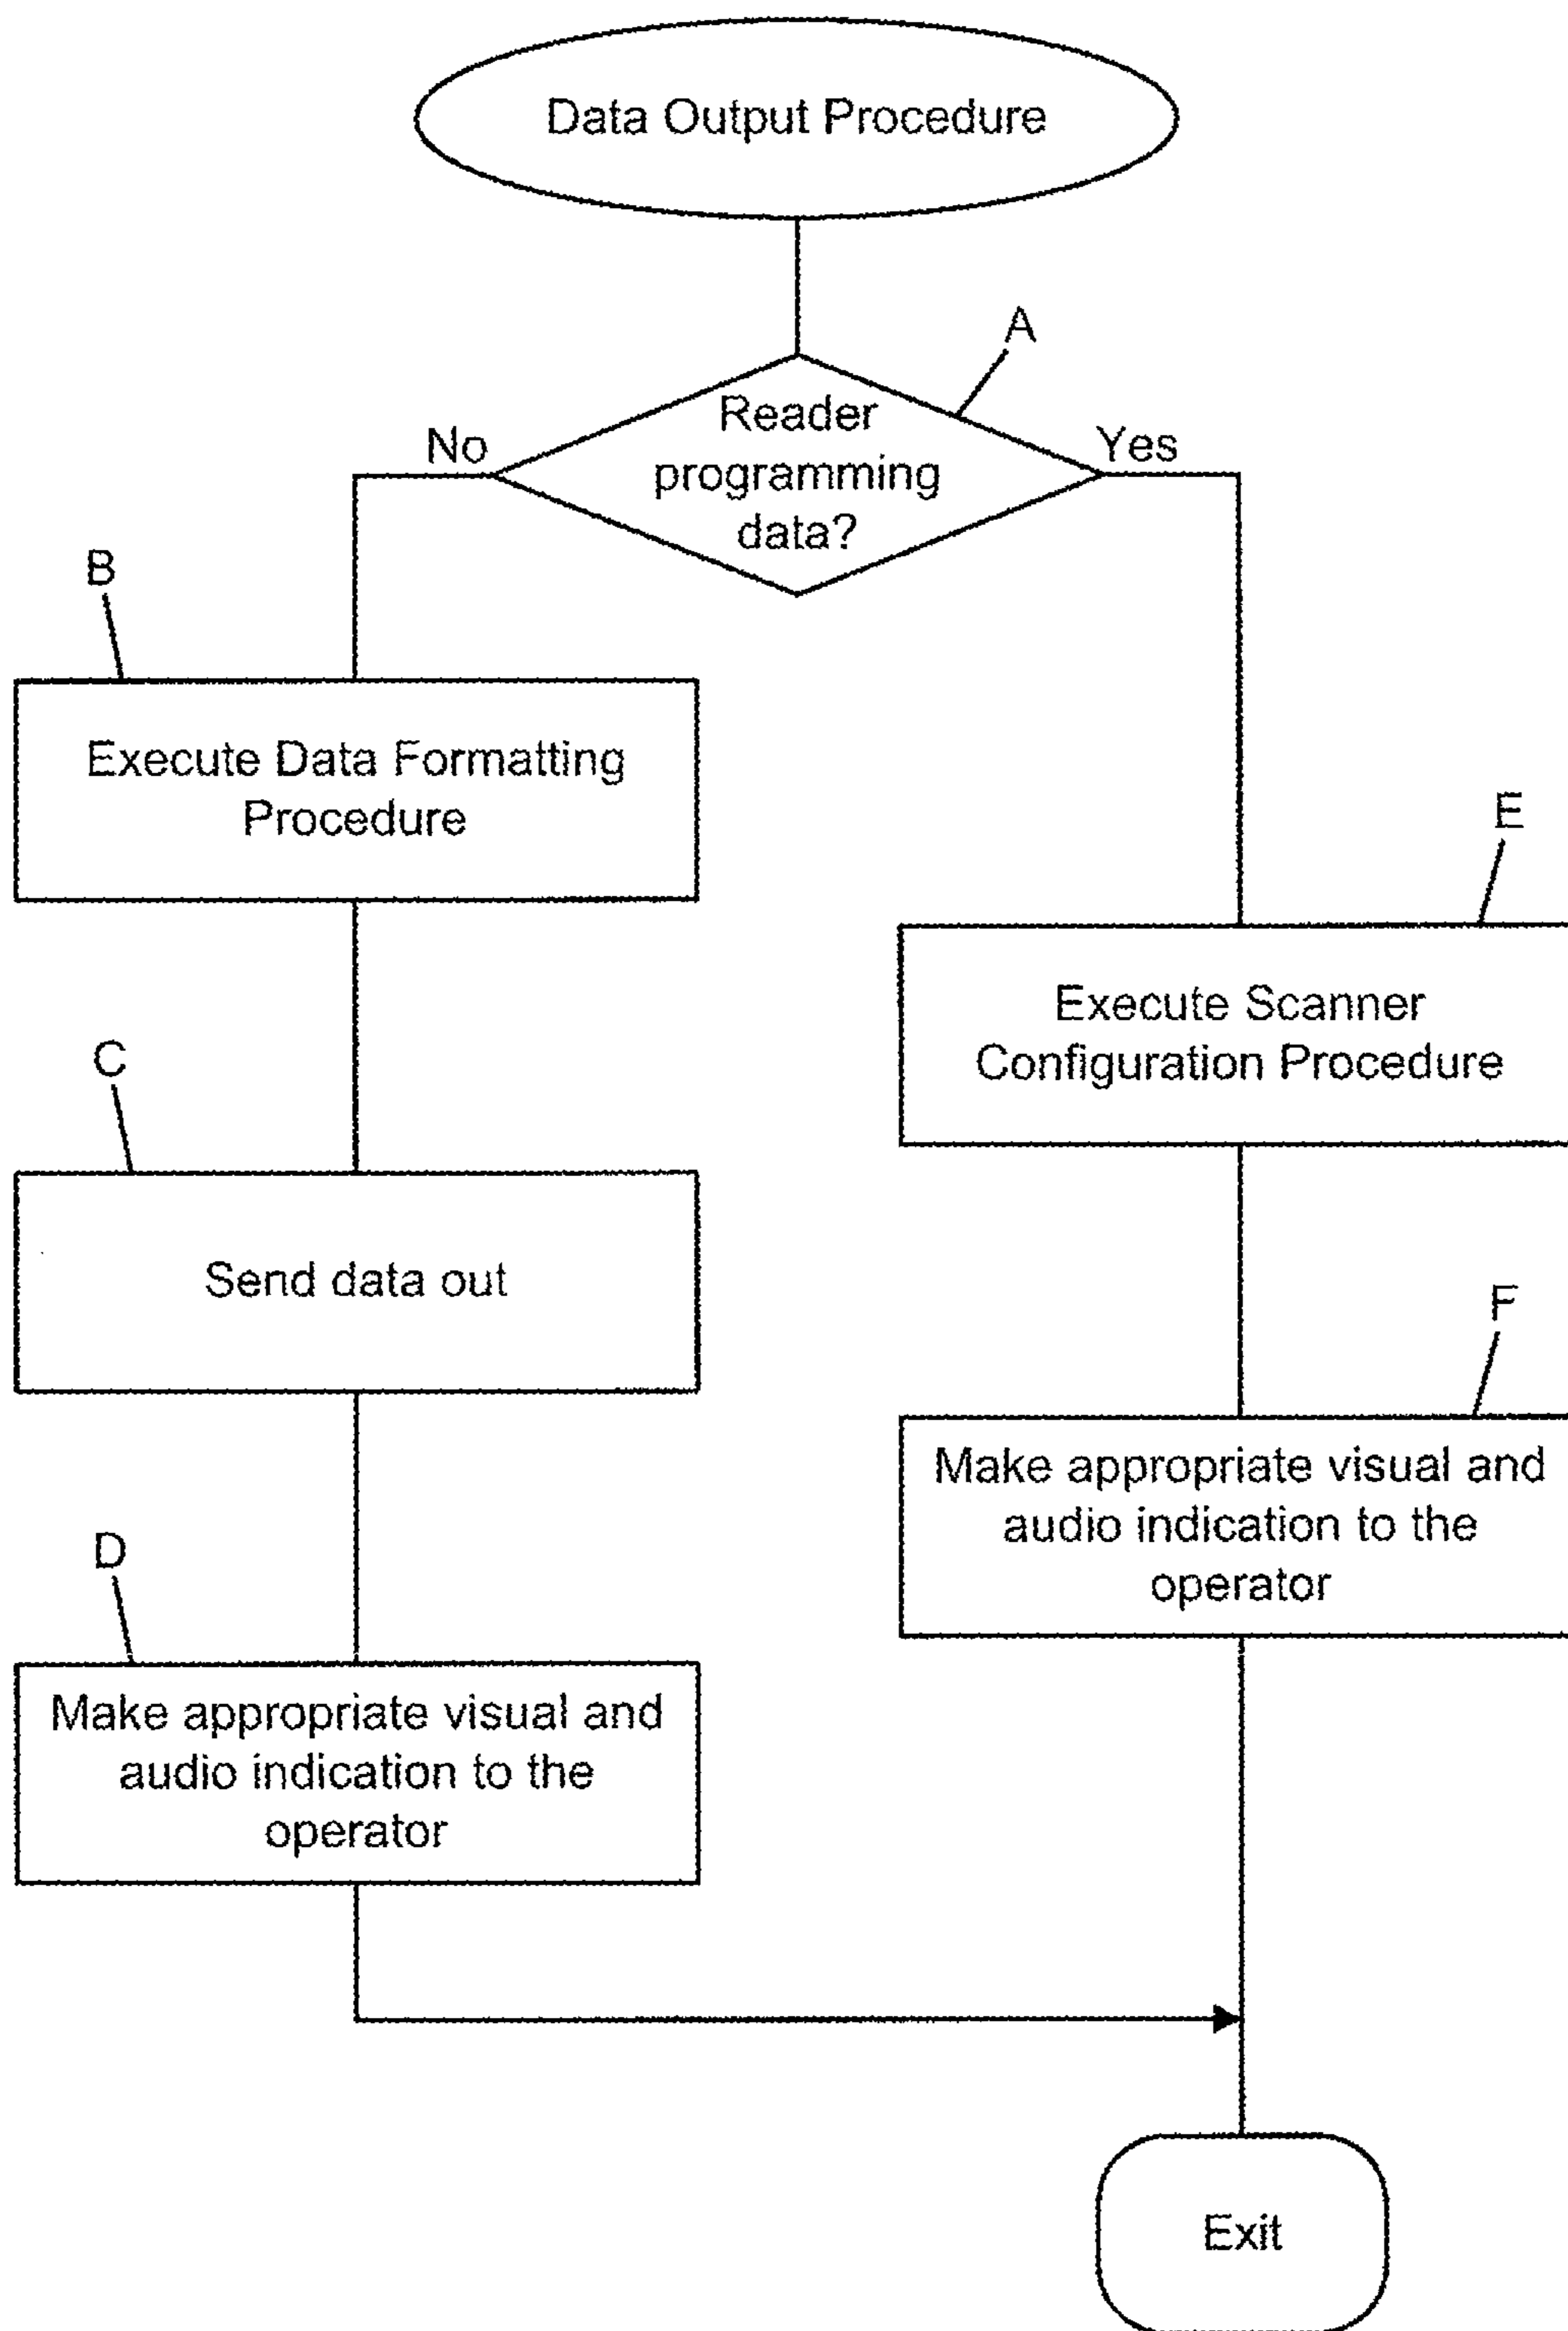 Data Output Procedure
A
Reader
programming
data?
No
Yes
B
Execute Data Formatting
Procedure
E
Execute Scanner
Configuration Procedure
C
Send data out
F
Make appropriate visual and
audio indication to the
operator
D
Make appropriate visual and
audio indication to the
operator
Exit